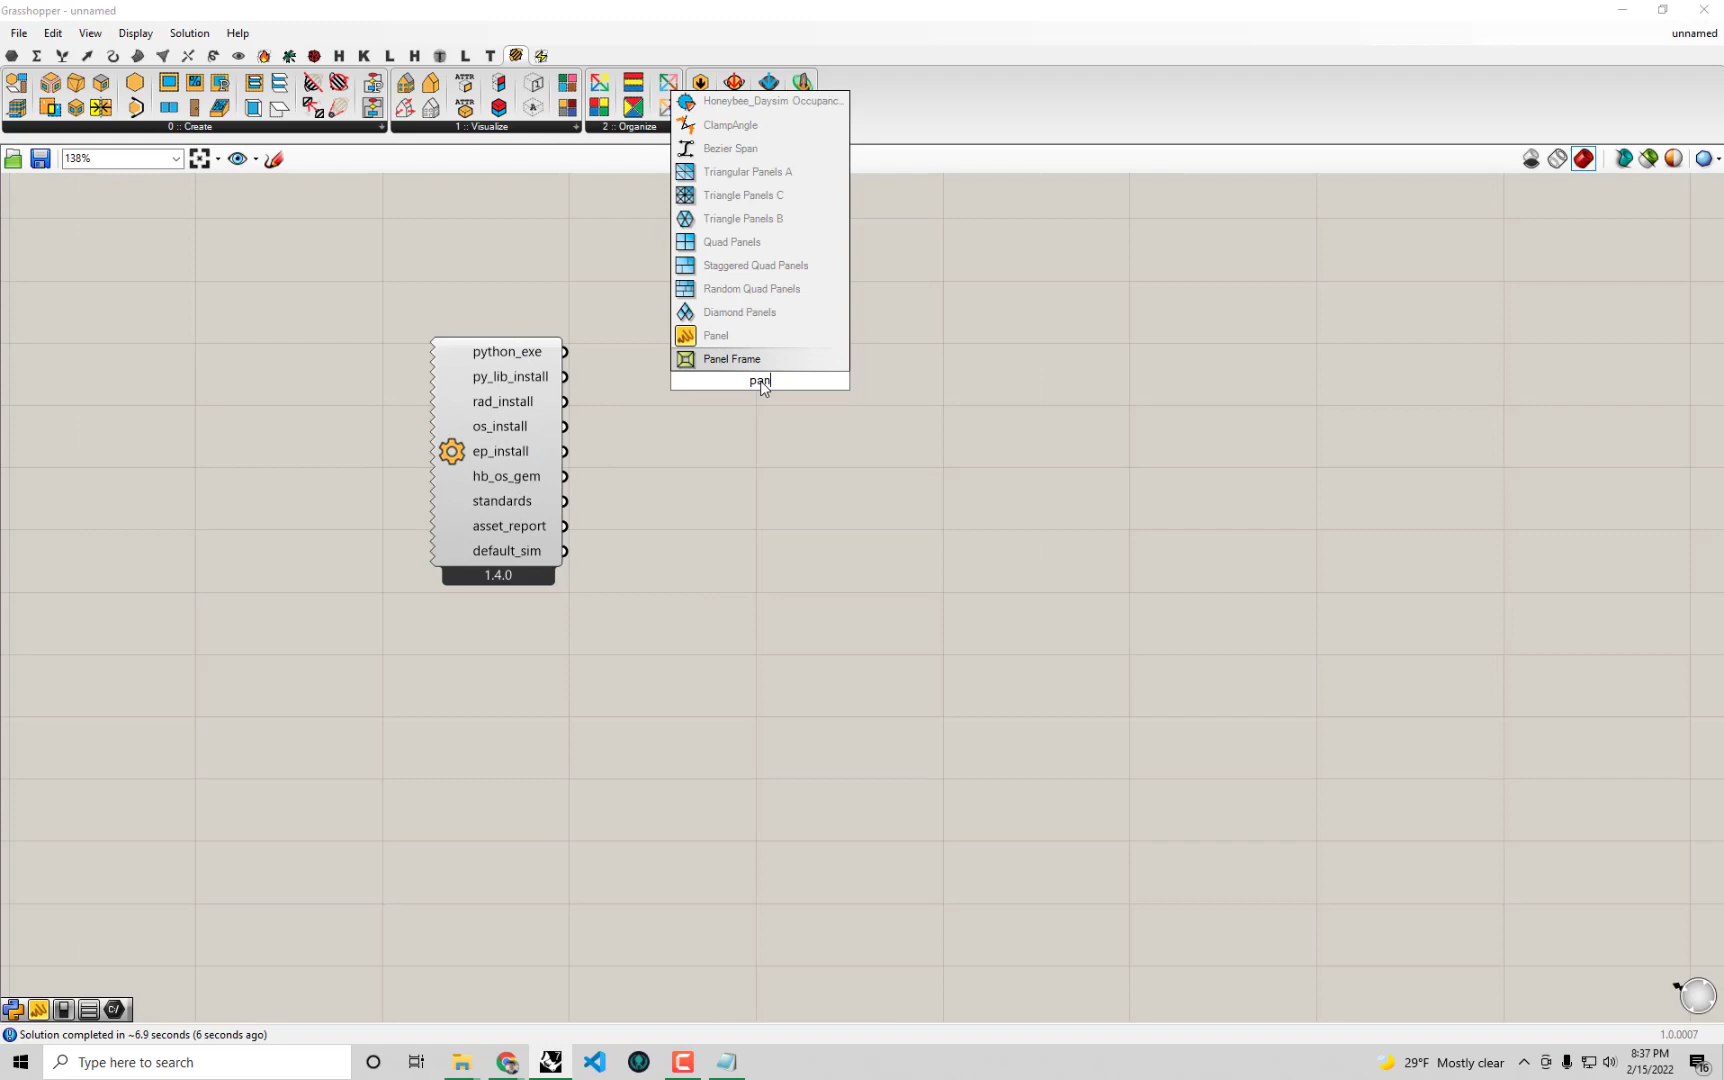 Grasshopper - unnamed
File Edit View Display Solution Help unnamed
H K L H L T
ATTR
ATTR
0 :: Create 1 :: Visualize 2 :: Organize
138%
Honeybee_Daysim Occupanc...
ClampAngle
Bezier Span
Triangular Panels A
Triangle Panels C
Triangle Panels B
Quad Panels
Staggered Quad Panels
Random Quad Panels
Diamond Panels
Panel
Panel Frame
pan
python_exe
py_lib_install
rad_install
os_install
ep_install
hb_os_gem
standards
asset_report
default_sim
1.4.0
Solution completed in ~6.9 seconds (6 seconds ago) 1.0.0007
Type here to search
29°F Mostly clear
8:37 PM
2/15/2022
16